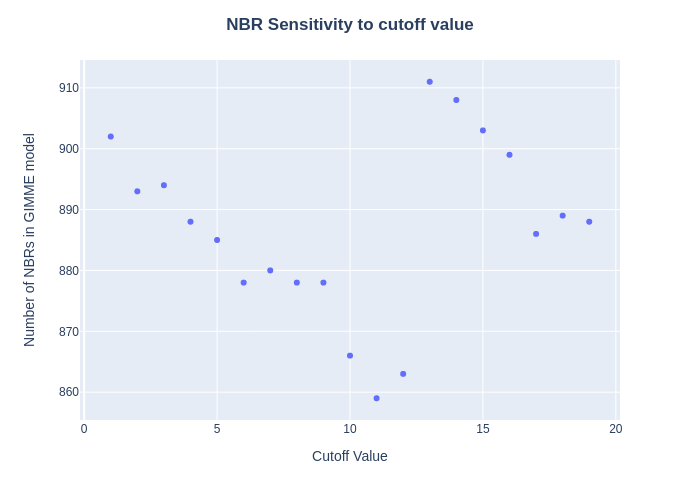 NBR Sensitivity to cutoff value
Number of NBRs in GIMME model
910
900
890
880
870
860
0 5 10 15 20
Cutoff Value